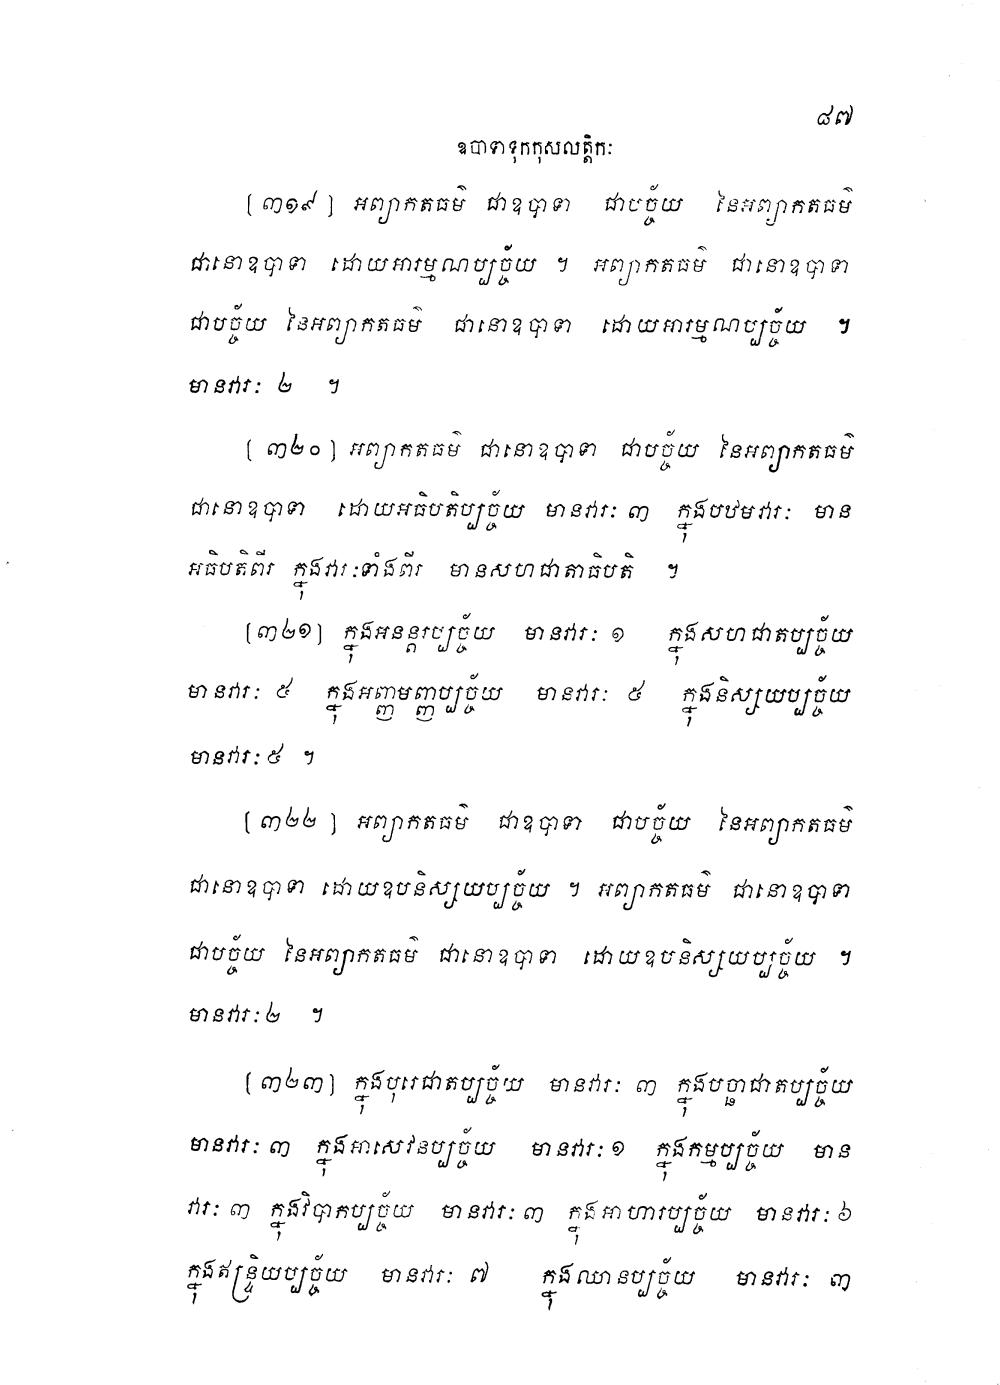 ៨៧
ឧបាទាទុកកុសលត្តិកៈ
[៣១៩] អព្យាកតធម៌ ជាឧបាទា ជាបច្ច័យ នៃអព្យាកតធម៌
ជានោឧបាទា ដោយអារម្មណប្បច្ច័យ ។ អព្យាកតធម៌ ជានោឧបាទា
ជាបច្ច័យ នៃអព្យាកតធម៌ ជានោឧបាទា ដោយអារម្មណប្បច្ច័យ ។
មានវារៈ ២ ។
[៣២០] អព្យាកតធម៌ ជានោឧបាទា ជាបច្ច័យ នៃអព្យាកតធម៌
ជានោឧបាទា ដោយអធិបតិប្បច្ច័យ មានវារៈ ៣ ក្នុងបឋមវារៈ មាន
អធិបតិពីរ ក្នុងវារៈទាំងពីរ មានសហជាតាធិបតិ ។
[៣២១] ក្នុងអនន្តរប្បច្ច័យ មានវារៈ ១ ក្នុងសហជាតប្បច្ច័យ
មានវារៈ ៥ ក្នុងអញ្ញមញ្ញប្បច្ច័យ មានវារៈ ៥ ក្នុងនិស្សយប្បច្ច័យ
មានវារៈ ៥ ។
[៣២២] អព្យាកតធម៌ ជាឧបាទា ជាបច្ច័យ នៃអព្យាកតធម៌
ជានោឧបាទា ដោយឧបនិស្សយប្បច្ច័យ ។ អព្យាកតធម៌ ជានោឧបាទា
ជាបច្ច័យ នៃអព្យាកតធម៌ ជានោឧបាទា ដោយឧបនិស្សយប្បច្ច័យ ។
មានវារៈ ២ ។
[៣២៣] ក្នុងបុរេជាតប្បច្ច័យ មានវារៈ ៣ ក្នុងបច្ឆាជាតប្បច្ច័យ
មានវារៈ ៣ ក្នុងអាសេវនប្បច្ច័យ មានវារៈ ១ ក្នុងកម្មប្បច្ច័យ មាន
វារៈ ៣ ក្នុងវិបាកប្បច្ច័យ មានវារៈ ៣ ក្នុងអាហារប្បច្ច័យ មានវារៈ ៦
ក្នុងឥន្ទ្រិយប្បច្ច័យ មានវារៈ ៧ ក្នុងឈានប្បច្ច័យ មានវារៈ ៣